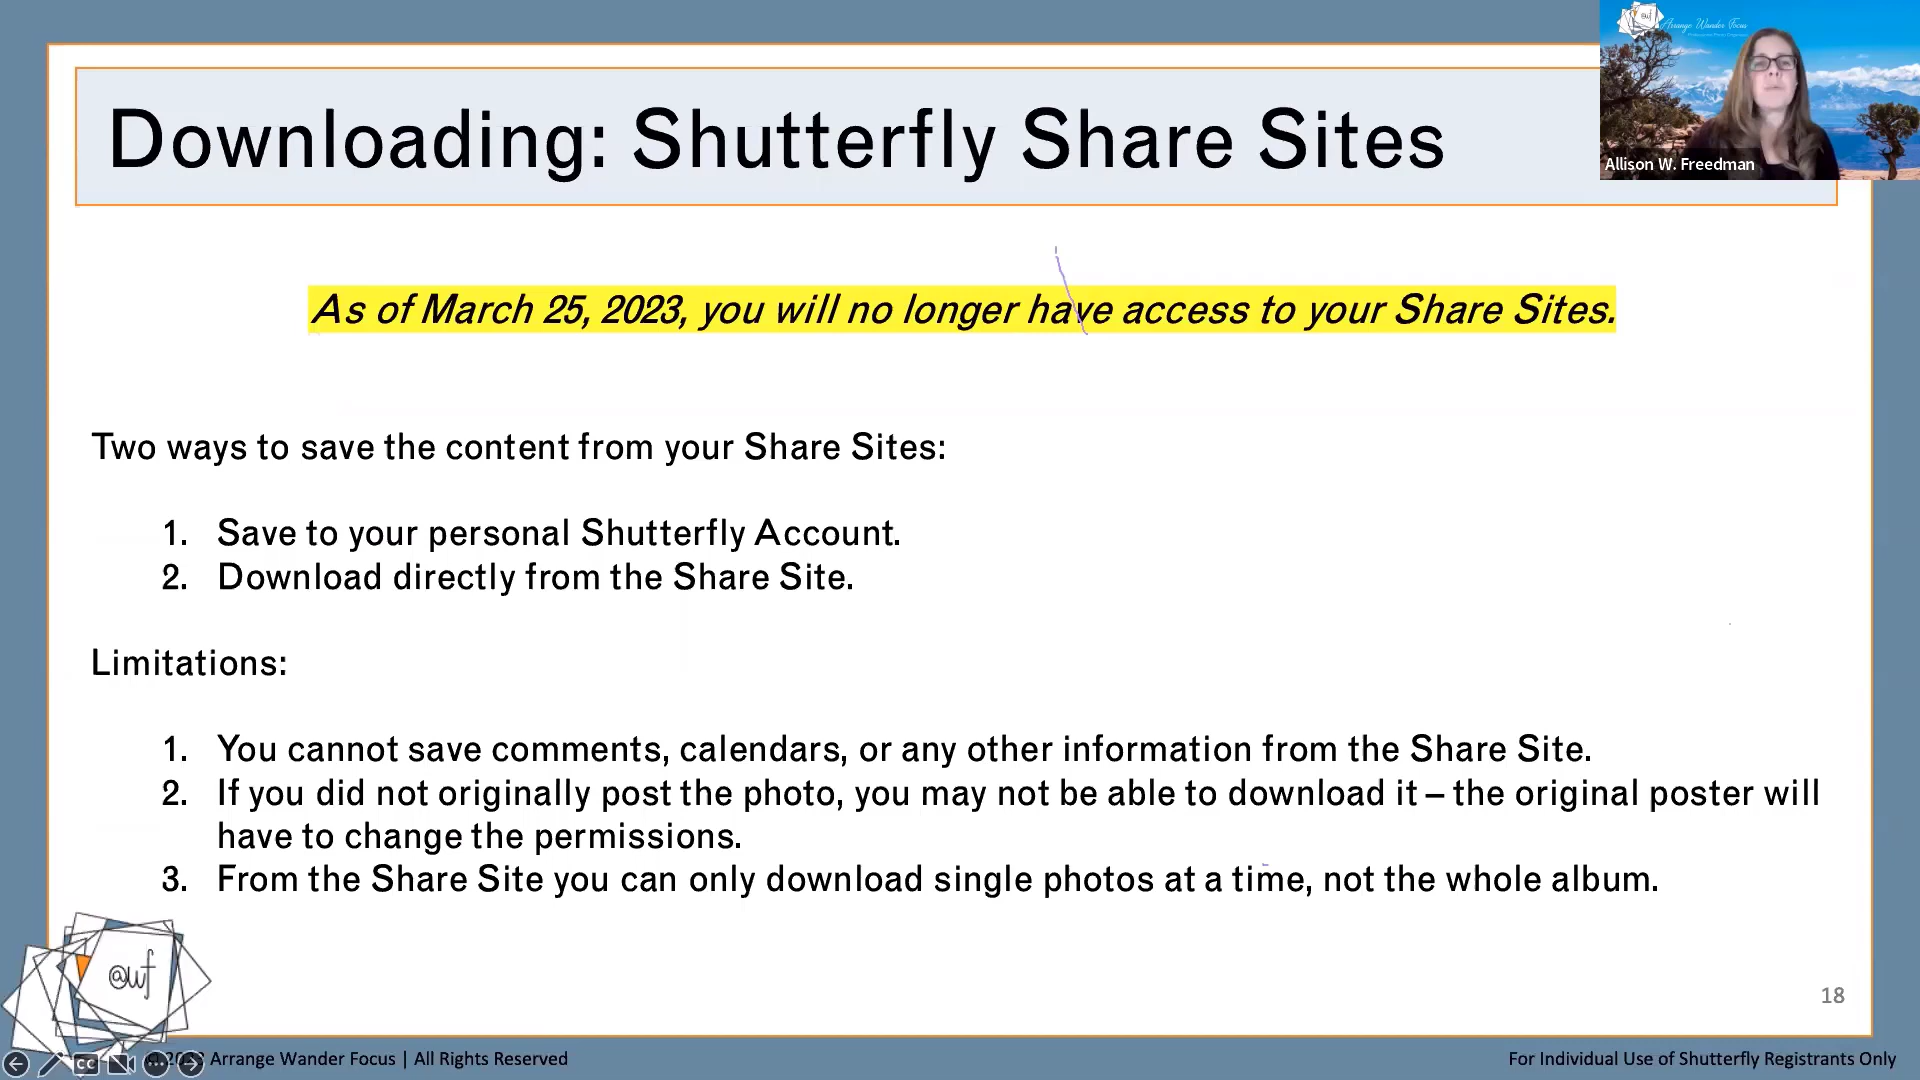 Arrange Wander Focus
Allison W. Freedman
Downloading: Shutterfly Share Sites
As of March 25, 2023, you will no longer have access to your Share Sites.
Two ways to save the content from your Share Sites:
1. Save to your personal Shutterfly Account.
2. Download directly from the Share Site.
Limitations:
1. You cannot save comments, calendars, or any other information from the Share Site.
2. If you did not originally post the photo, you may not be able to download it – the original poster will
have to change the permissions.
3. From the Share Site you can only download single photos at a time, not the whole album.
@wf
18
CC
© 2023 Arrange Wander Focus | All Rights Reserved
For Individual Use of Shutterfly Registrants Only